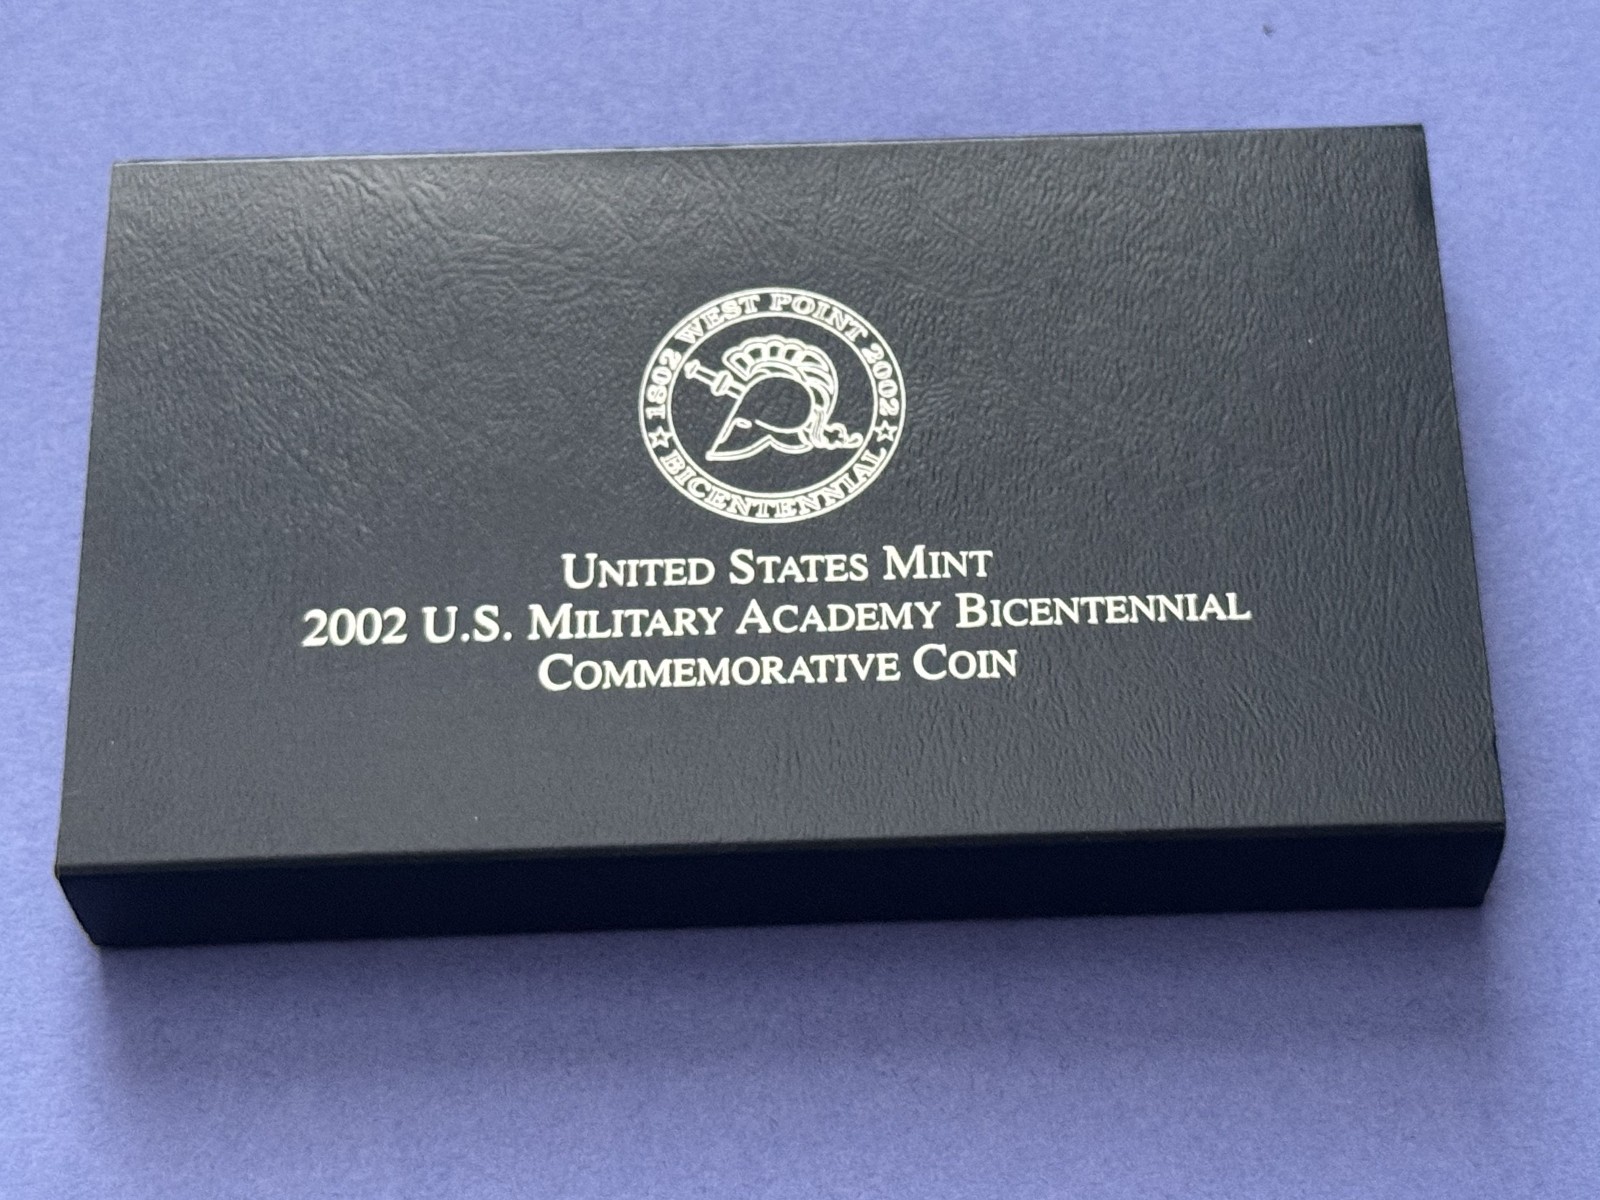 1802 WEST POINT 2002
BICENTENNIAL
UNITED STATES MINT
2002 U.S. MILITARY ACADEMY BICENTENNIAL
COMMEMORATIVE COIN